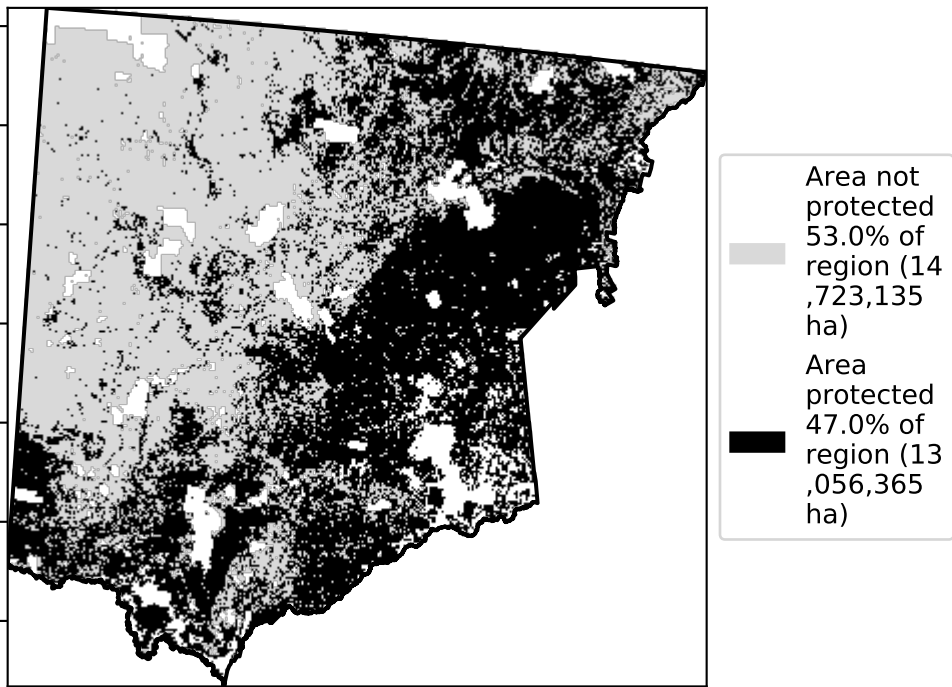 Area not
protected
53.0% of
region (14
,723,135
ha)
Area
protected
47.0% of
region (13
,056,365
ha)